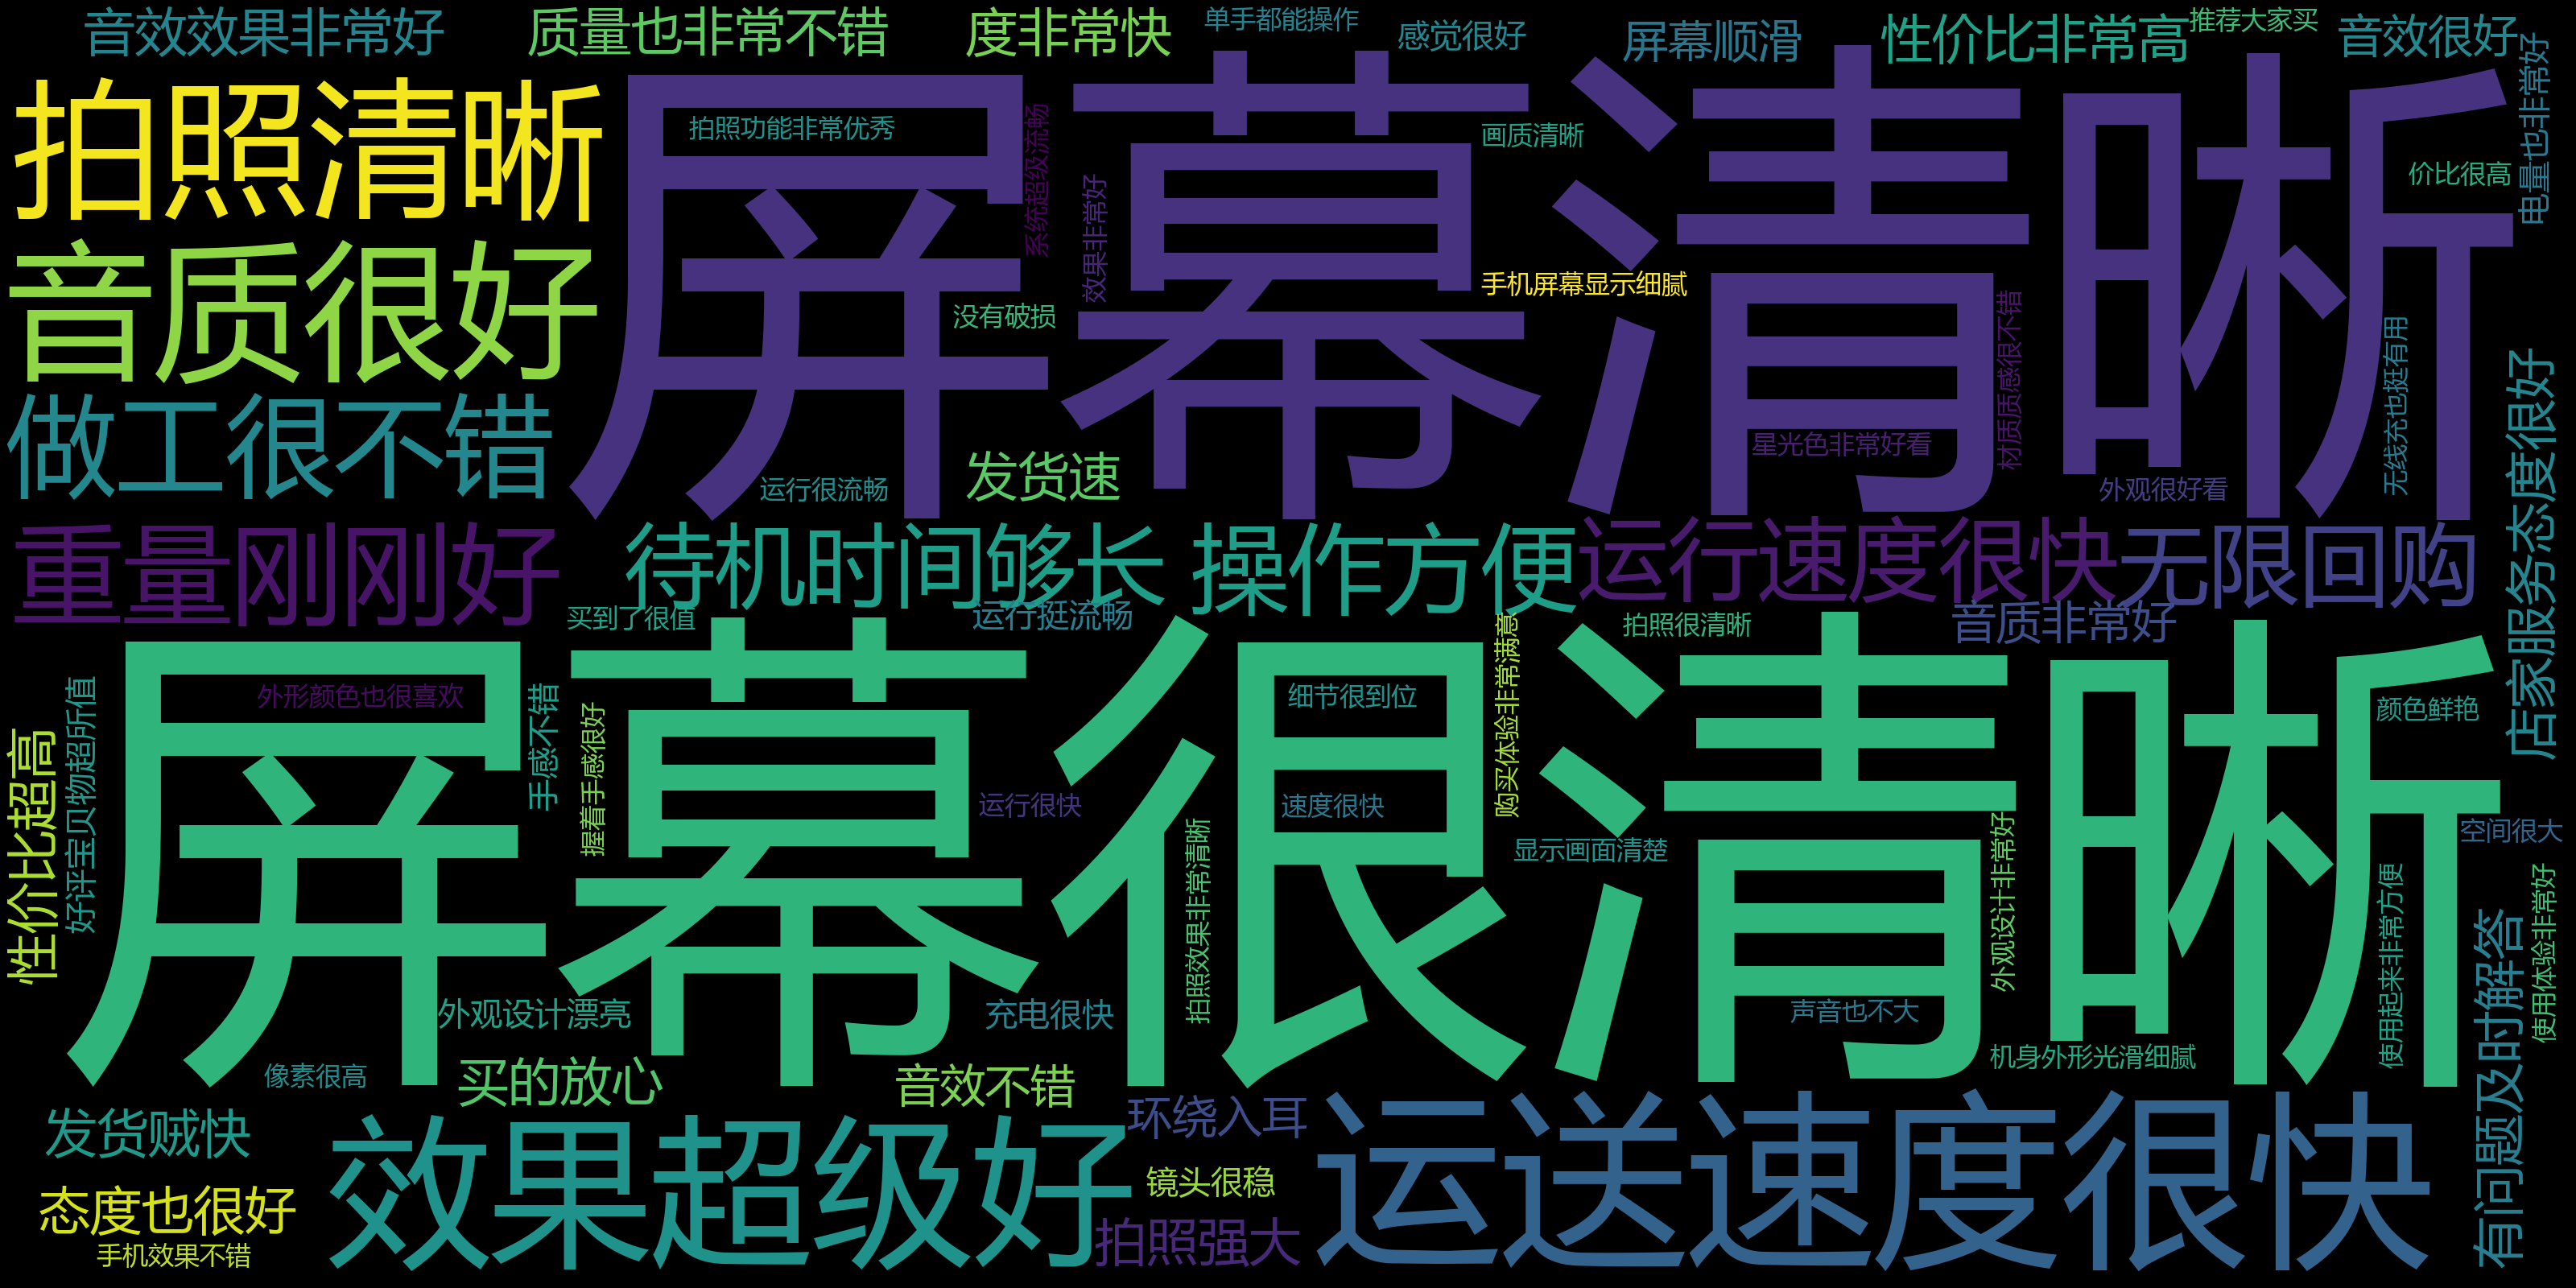 音效效果非常好
质量也非常不错
度非常快
单手都能操作
感觉很好
屏幕顺滑
性价比非常高
推荐大家买
音效很好
电量也非常好
拍照清晰
屏幕清晰
拍照功能非常优秀
系统超级流畅
效果非常好
画质清晰
价比很高
音质很好
没有破损
手机屏幕显示细腻
材质质感很不错
无线充也挺有用
店家服务态度很好
做工很不错
运行很流畅
发货速
星光色非常好看
外观很好看
重量刚刚好
待机时间够长
操作方便
运行速度很快
无限回购
买到了很值
运行挺流畅
购买体验非常满意
拍照很清晰
音质非常好
屏幕很清晰
性价比超高
好评宝贝物超所值
外形颜色也很喜欢
手感不错
握着手感很好
运行很快
细节很到位
速度很快
拍照效果非常清晰
显示画面清楚
外观设计非常好
颜色鲜艳
空间很大
使用起来非常方便
使用体验非常好
有问题及时解答
外观设计漂亮
充电很快
声音也不大
机身外形光滑细腻
像素很高
买的放心
音效不错
发货贼快
效果超级好
环绕入耳
运送速度很快
镜头很稳
态度也很好
拍照强大
手机效果不错